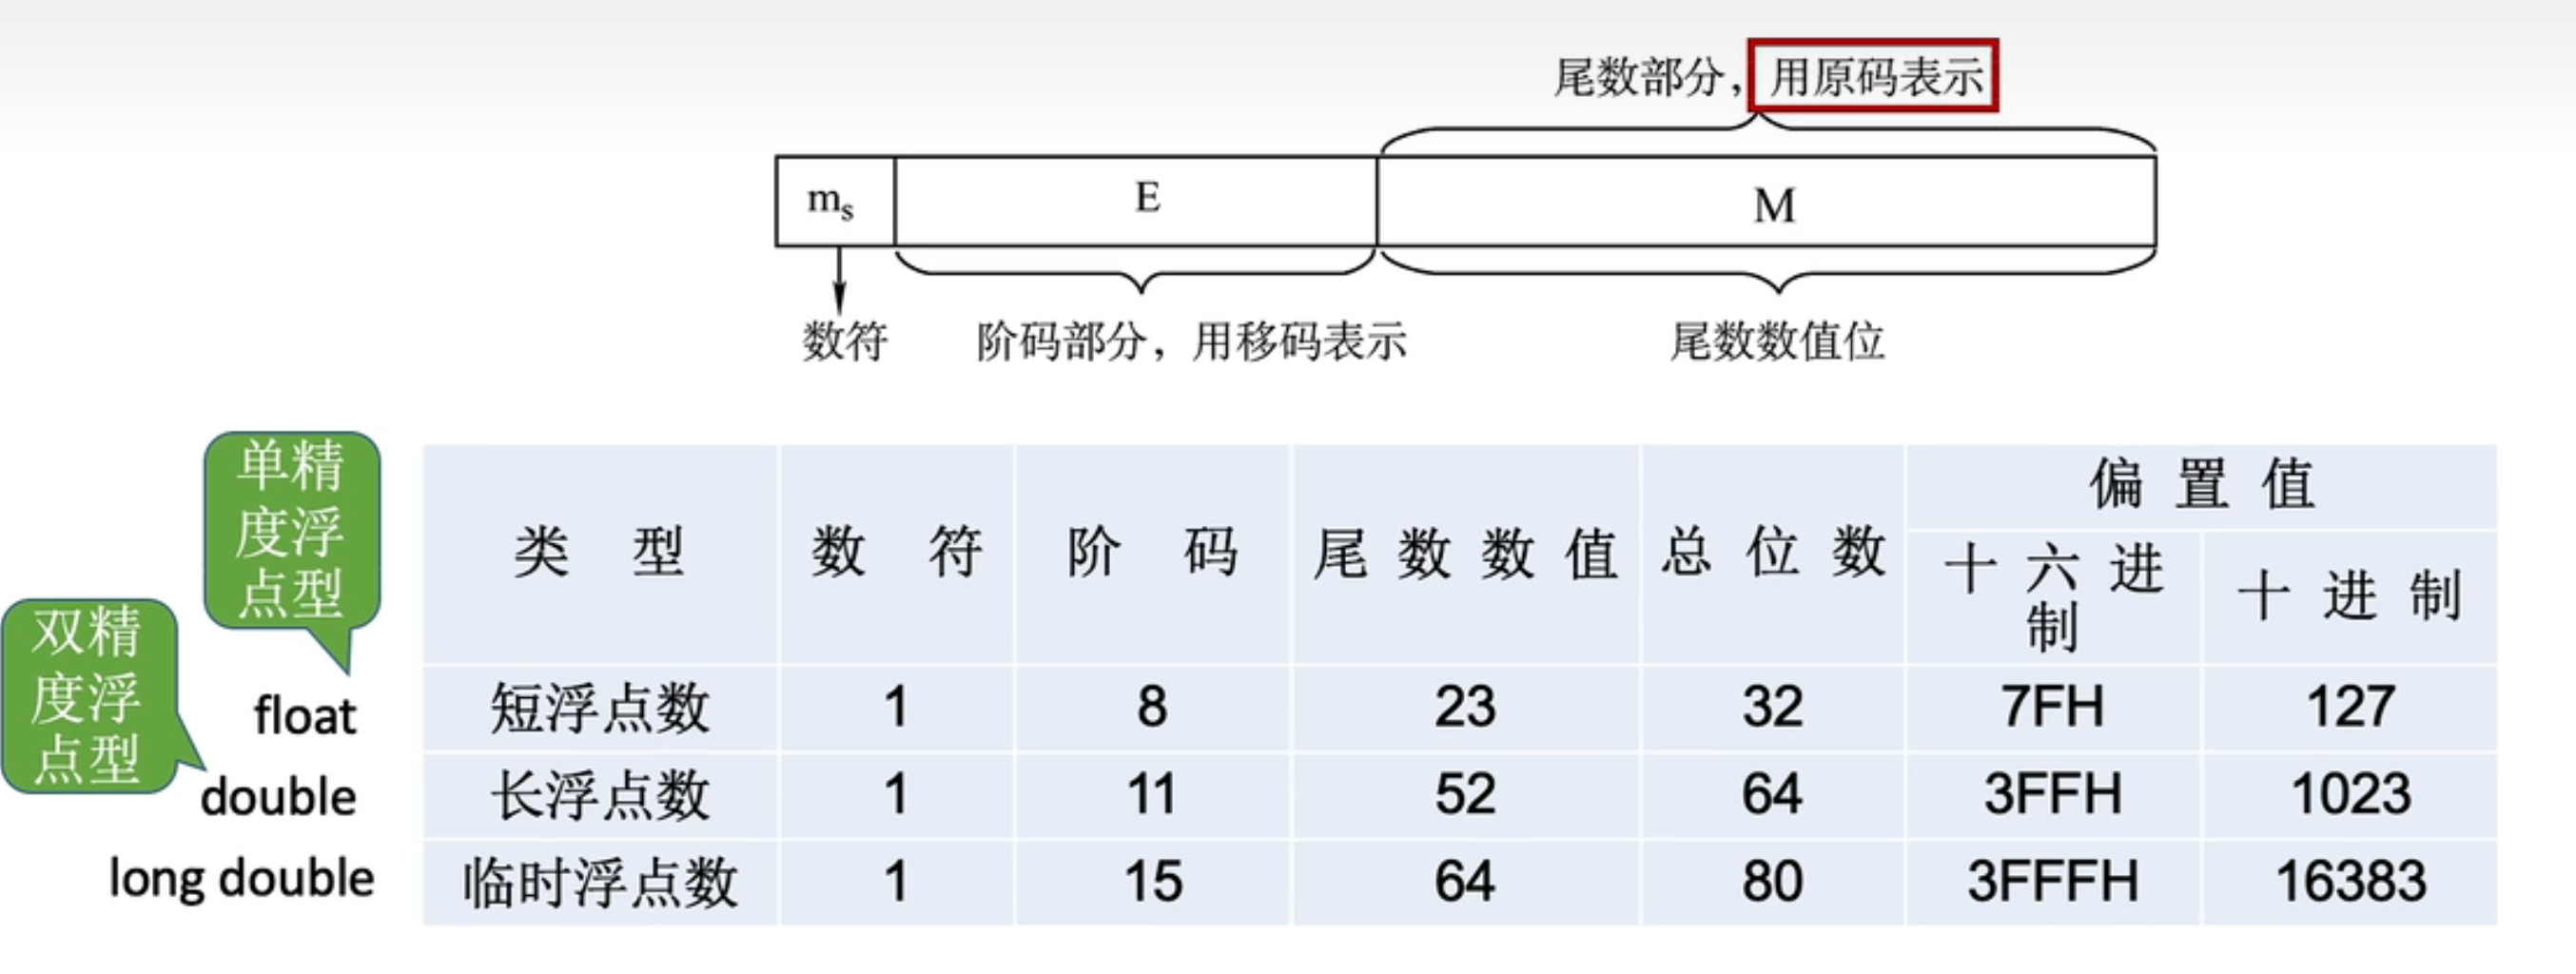 尾数部分，用原码表示
mₛ E M
数符 阶码部分，用移码表示 尾数数值位
单精
度浮
点型
双精
度浮
点型
float
double
long double
类 型 数 符 阶 码 尾数数值 总位数 偏置值
十六进
制
十进制
短浮点数 1 8 23 32 7FH 127
长浮点数 1 11 52 64 3FFH 1023
临时浮点数 1 15 64 80 3FFFH 16383